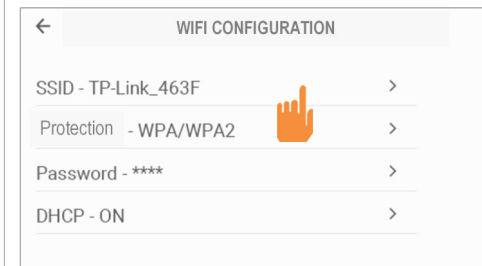 WIFI CONFIGURATION
SSID - TP-Link_463F
Protection - WPA/WPA2
Password - ****
DHCP - ON